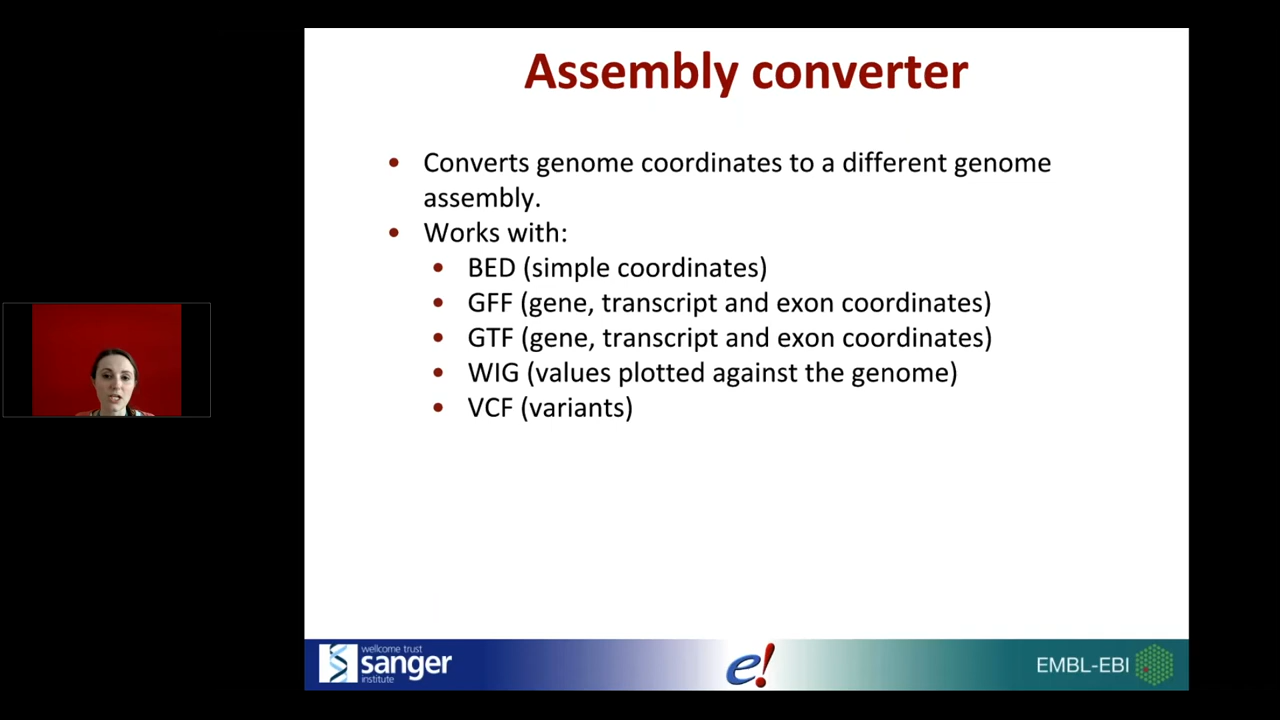 Assembly converter
• Converts genome coordinates to a different genome
assembly.
• Works with:
• BED (simple coordinates)
• GFF (gene, transcript and exon coordinates)
• GTF (gene, transcript and exon coordinates)
• WIG (values plotted against the genome)
• VCF (variants)
wellcome trust
sanger
institute
e!
EMBL-EBI